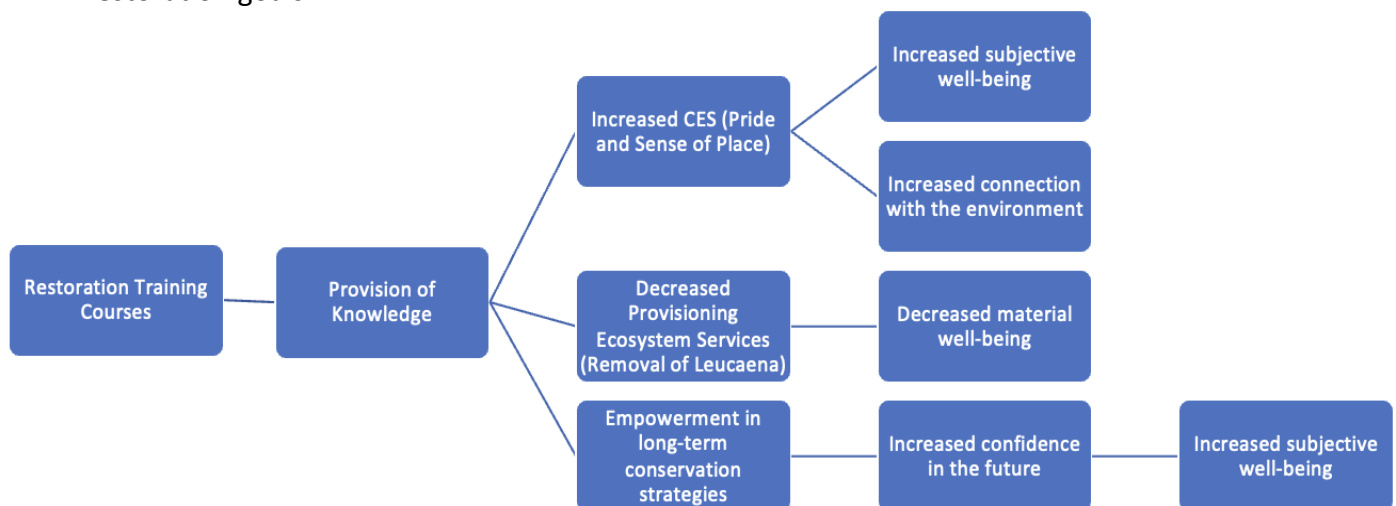 Increased subjective
well-being
Increased CES (Pride
and Sense of Place)
Increased connection
with the environment
Restoration Training
Courses
Provision of
Knowledge
Decreased
Provisioning
Ecosystem Services
(Removal of Leucaena)
Decreased material
well-being
Empowerment in
long-term
conservation
strategies
Increased confidence
in the future
Increased subjective
well-being